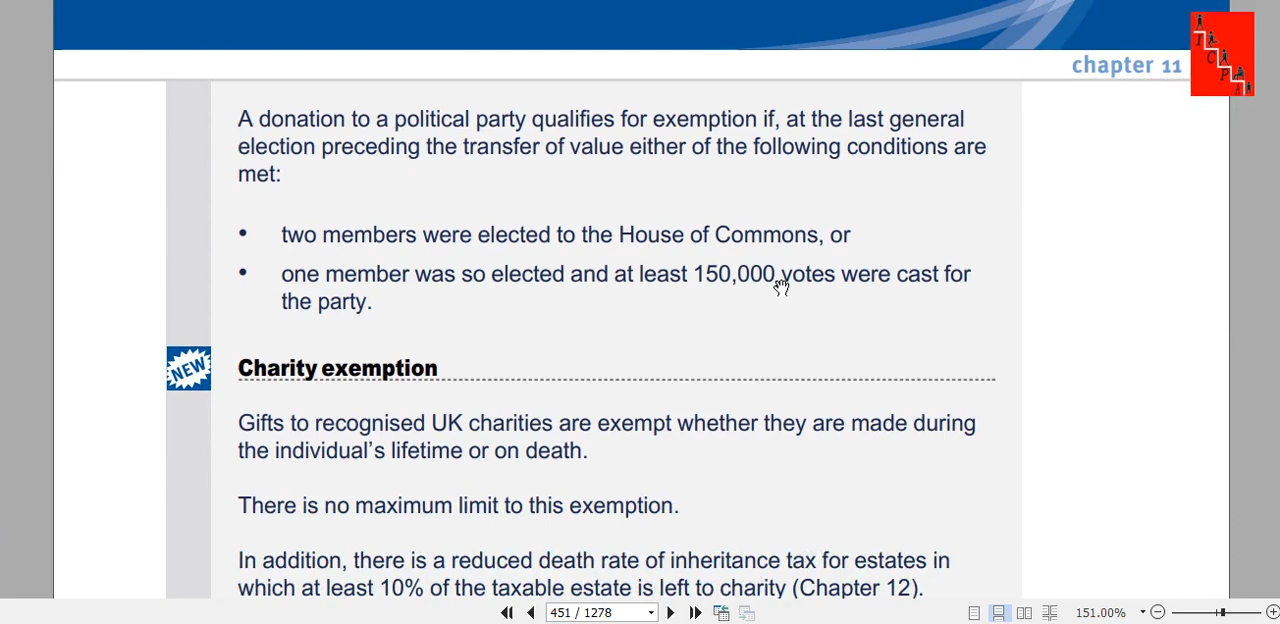 chapter 11
I
C
P
A
A donation to a political party qualifies for exemption if, at the last general
election preceding the transfer of value either of the following conditions are
met:
• two members were elected to the House of Commons, or
• one member was so elected and at least 150,000 votes were cast for
the party.
NEW
Charity exemption
Gifts to recognised UK charities are exempt whether they are made during
the individual's lifetime or on death.
There is no maximum limit to this exemption.
In addition, there is a reduced death rate of inheritance tax for estates in
which at least 10% of the taxable estate is left to charity (Chapter 12).
451 / 1278
151.00%